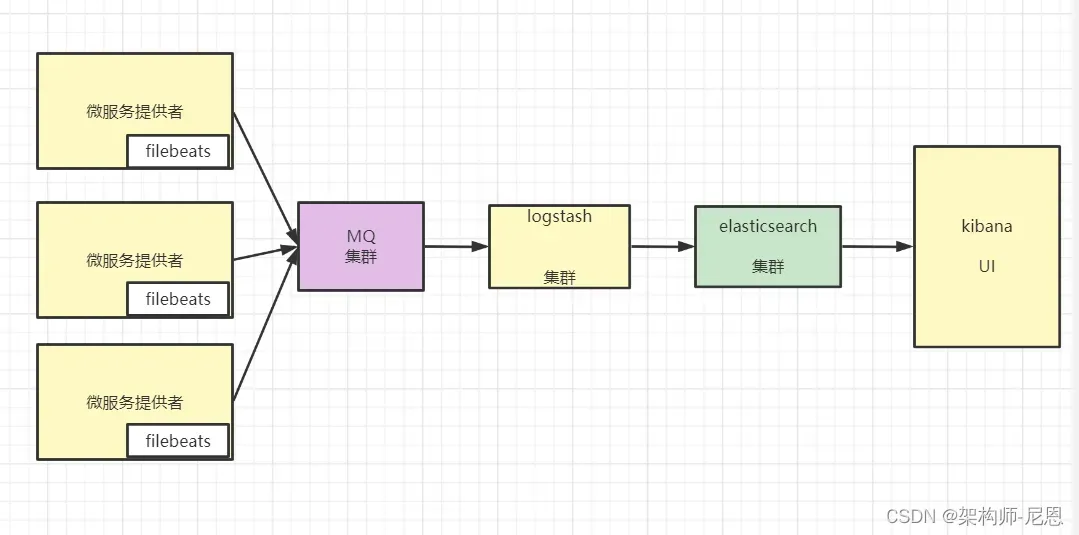 微服务提供者
filebeats
微服务提供者
filebeats
微服务提供者
filebeats
MQ
集群
logstash
集群
elasticsearch
集群
kibana
UI
CSDN @架构师-尼恩